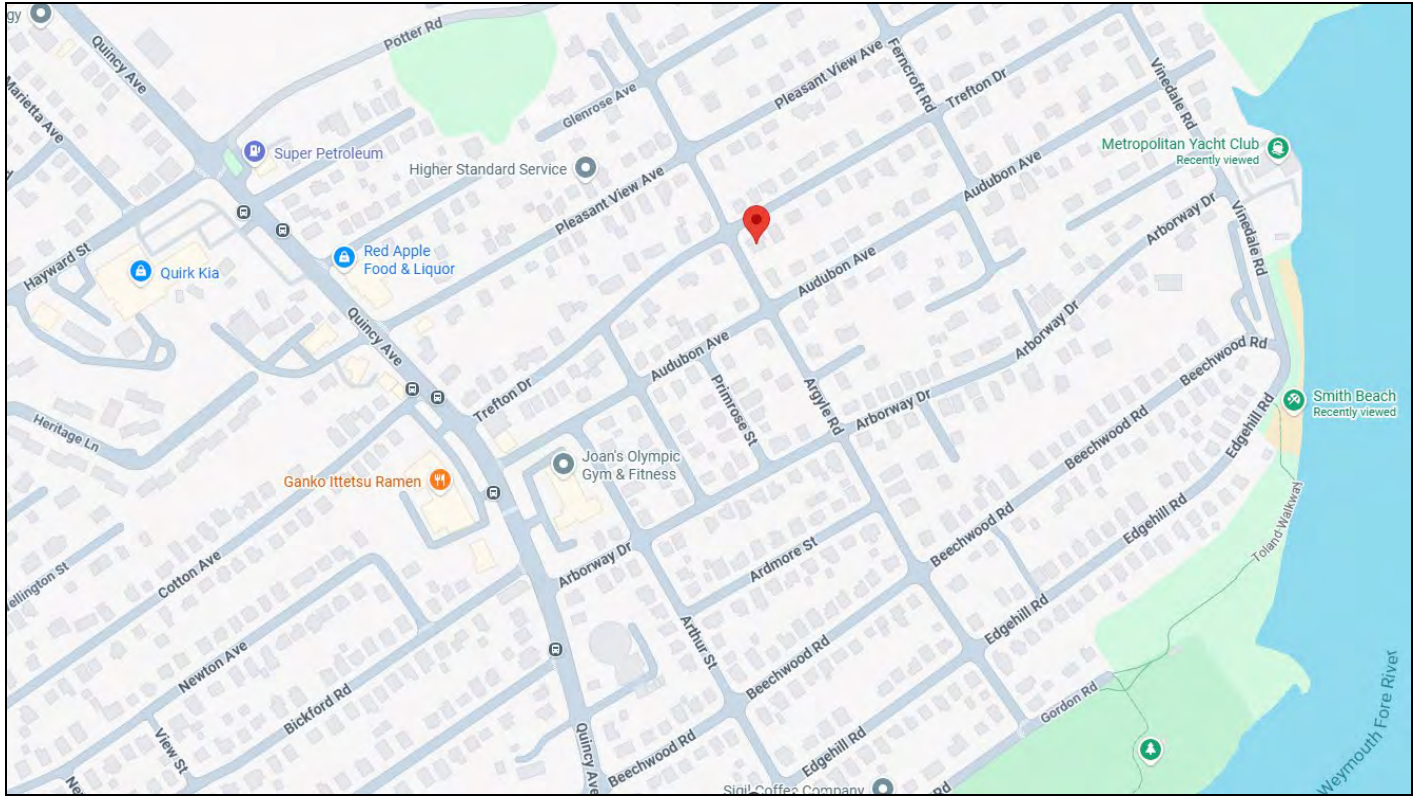 gy
Quincy Ave
Potter Rd
Marietta Ave
Glenrose Ave
Pleasant View Ave
Ferncroft Rd
Trefton Dr
Vinedale Rd
Super Petroleum
Higher Standard Service
Pleasant View Ave
Metropolitan Yacht Club
Recently viewed
Audubon Ave
Hayward St
Quirk Kia
Red Apple
Food & Liquor
Arborway Dr
Vinedale Rd
Audubon Ave
Quincy Ave
Audubon Ave
Arborway Dr
Beechwood Rd
Trefton Dr
Primrose St
Argyle Rd
Arborway Dr
Smith Beach
Recently viewed
Heritage Ln
Edgehill Rd
Beechwood Rd
Joan's Olympic
Gym & Fitness
Ganko Ittetsu Ramen
Beechwood Rd
Edgehill Rd
Toland Walkway
ellington St
Cotton Ave
Arborway Dr
Ardmore St
Edgehill Rd
Arthur St
Newton Ave
Beechwood Rd
Bickford Rd
Gordon Rd
View St
Quincy Ave
Edgehill Rd
Beechwood Rd
Weymouth Fore River
Sigil Coffee Company
Rd